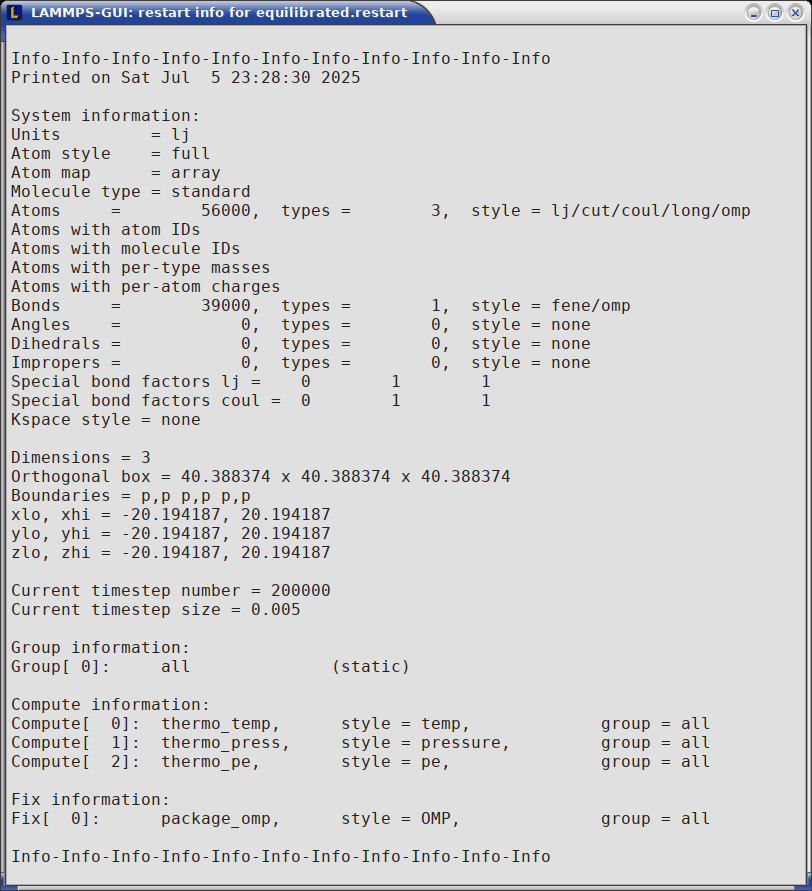 LAMMPS-GUI: restart info for equilibrated.restart
Info-Info-Info-Info-Info-Info-Info-Info-Info-Info-Info
Printed on Sat Jul  5 23:28:30 2025
System information:
Units         = lj
Atom style    = full
Atom map      = array
Molecule type = standard
Atoms     =        56000,  types =        3,  style = lj/cut/coul/long/omp
Atoms with atom IDs
Atoms with molecule IDs
Atoms with per-type masses
Atoms with per-atom charges
Bonds     =        39000,  types =        1,  style = fene/omp
Angles    =            0,  types =        0,  style = none
Dihedrals =            0,  types =        0,  style = none
Impropers =            0,  types =        0,  style = none
Special bond factors lj =    0        1        1
Special bond factors coul =  0        1        1
Kspace style = none
Dimensions = 3
Orthogonal box = 40.388374 x 40.388374 x 40.388374
Boundaries = p,p p,p p,p
xlo, xhi = -20.194187, 20.194187
ylo, yhi = -20.194187, 20.194187
zlo, zhi = -20.194187, 20.194187
Current timestep number = 200000
Current timestep size = 0.005
Group information:
Group[ 0]:     all              (static)
Compute information:
Compute[  0]:  thermo_temp,      style = temp,             group = all
Compute[  1]:  thermo_press,     style = pressure,         group = all
Compute[  2]:  thermo_pe,        style = pe,               group = all
Fix information:
Fix[  0]:      package_omp,      style = OMP,              group = all
Info-Info-Info-Info-Info-Info-Info-Info-Info-Info-Info